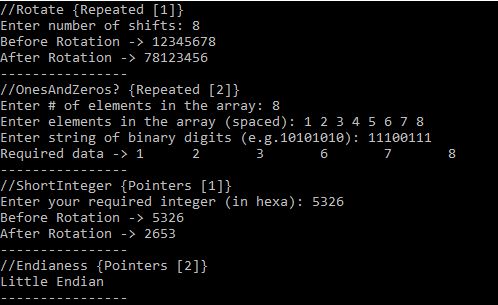 //Rotate {Repeated [1]}
Enter number of shifts: 8
Before Rotation -> 12345678
After Rotation -> 78123456
----------------
//OnesAndZeros? {Repeated [2]}
Enter # of elements in the array: 8
Enter elements in the array (spaced): 1 2 3 4 5 6 7 8
Enter string of binary digits (e.g.10101010): 11100111
Required data -> 1 2 3 6 7 8
----------------
//ShortInteger {Pointers [1]}
Enter your required integer (in hexa): 5326
Before Rotation -> 5326
After Rotation -> 2653
----------------
//Endianess {Pointers [2]}
Little Endian
----------------